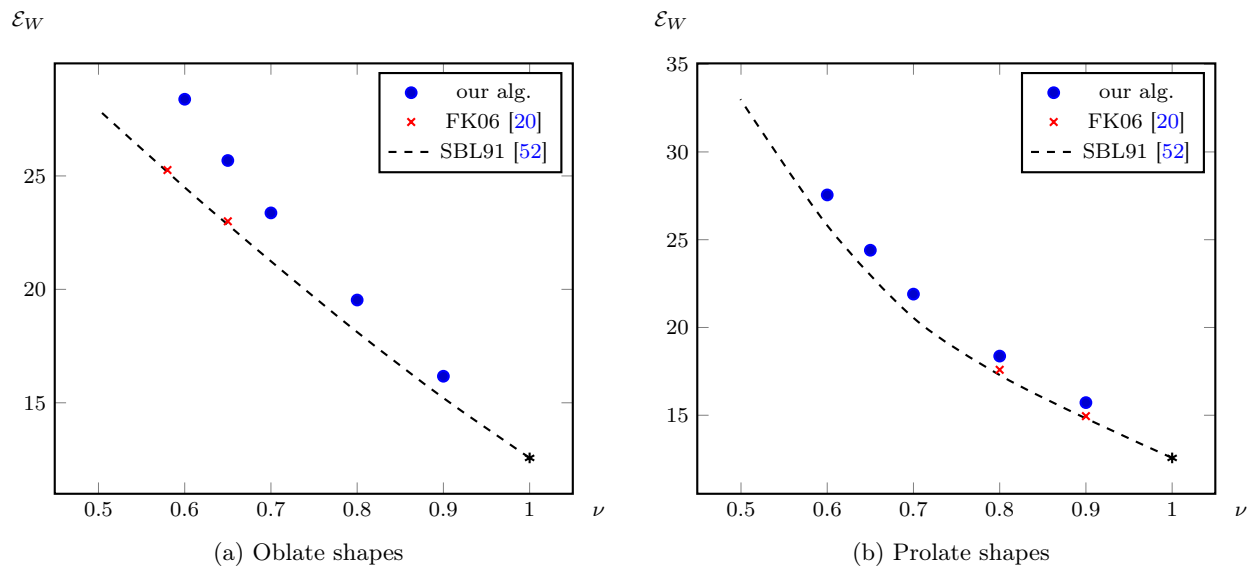 ℰ_W
our alg.
FK06 [20]
SBL91 [52]
25
20
15
0.5 0.6 0.7 0.8 0.9 1 ν
(a) Oblate shapes
ℰ_W
35
our alg.
FK06 [20]
SBL91 [52]
30
25
20
15
0.5 0.6 0.7 0.8 0.9 1 ν
(b) Prolate shapes